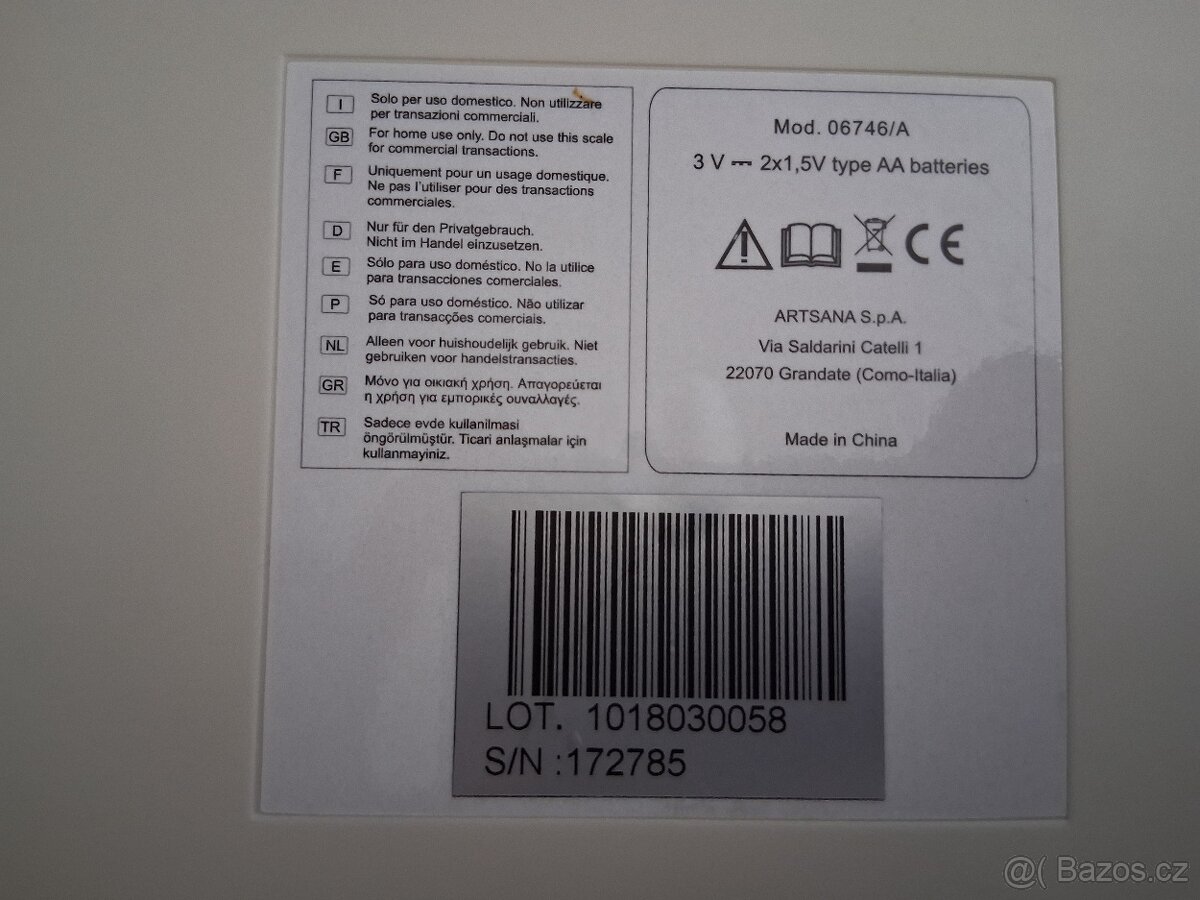 I
Solo per uso domestico. Non utilizzare
per transazioni commerciali.
GB
For home use only. Do not use this scale
for commercial transactions.
F
Uniquement pour un usage domestique.
Ne pas l'utiliser pour des transactions
commerciales.
D
Nur für den Privatgebrauch.
Nicht im Handel einzusetzen.
E
Sólo para uso doméstico. No la utilice
para transacciones comerciales.
P
Só para uso doméstico. Não utilizar
para transacções comerciais.
NL
Alleen voor huishoudelijk gebruik. Niet
gebruiken voor handelstransacties.
GR
Μόνο για οικιακή χρήση. Απαγορεύεται
η χρήση για εμπορικές ουναλλαγές.
TR
Sadece evde kullanilmasi
öngörülmüştür. Ticari anlaşmalar için
kullanmayiniz.
Mod. 06746/A
3 V ⎓ 2x1,5V type AA batteries
CE
ARTSANA S.p.A.
Via Saldarini Catelli 1
22070 Grandate (Como-Italia)
Made in China
LOT. 1018030058
S/N :172785
@( Bazos.cz